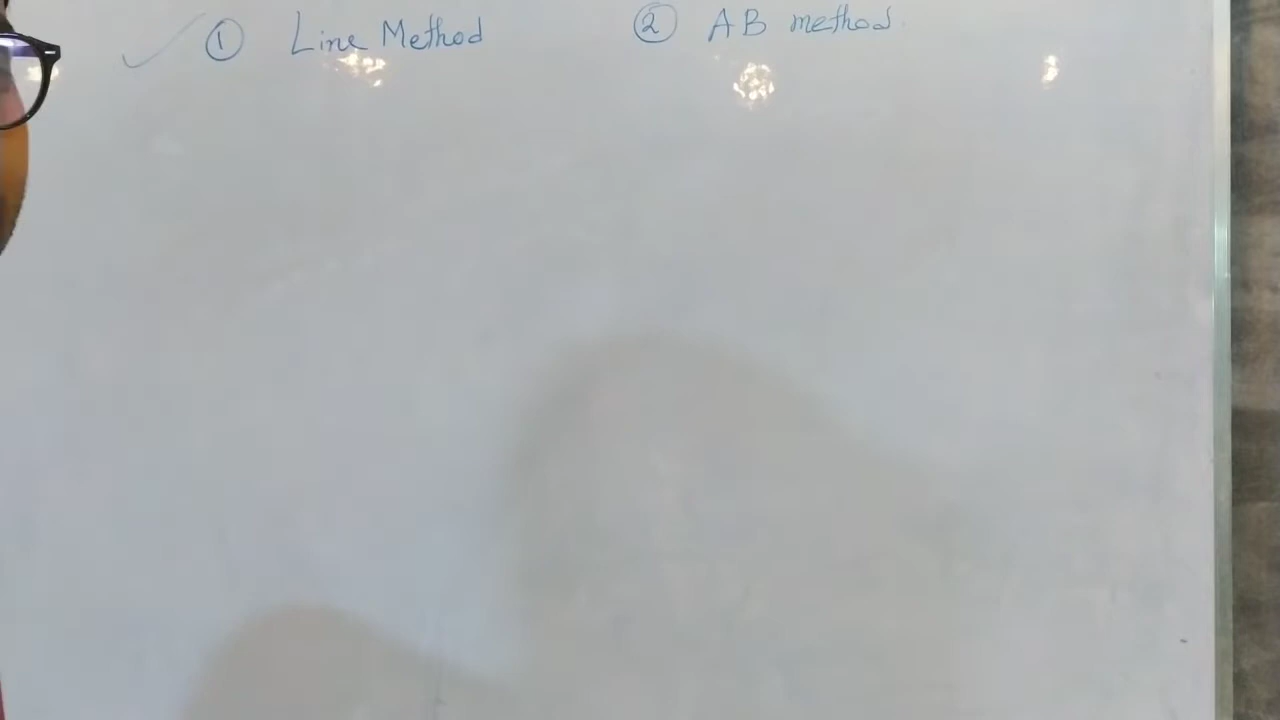 ✓ ① Line Method ② AB method.